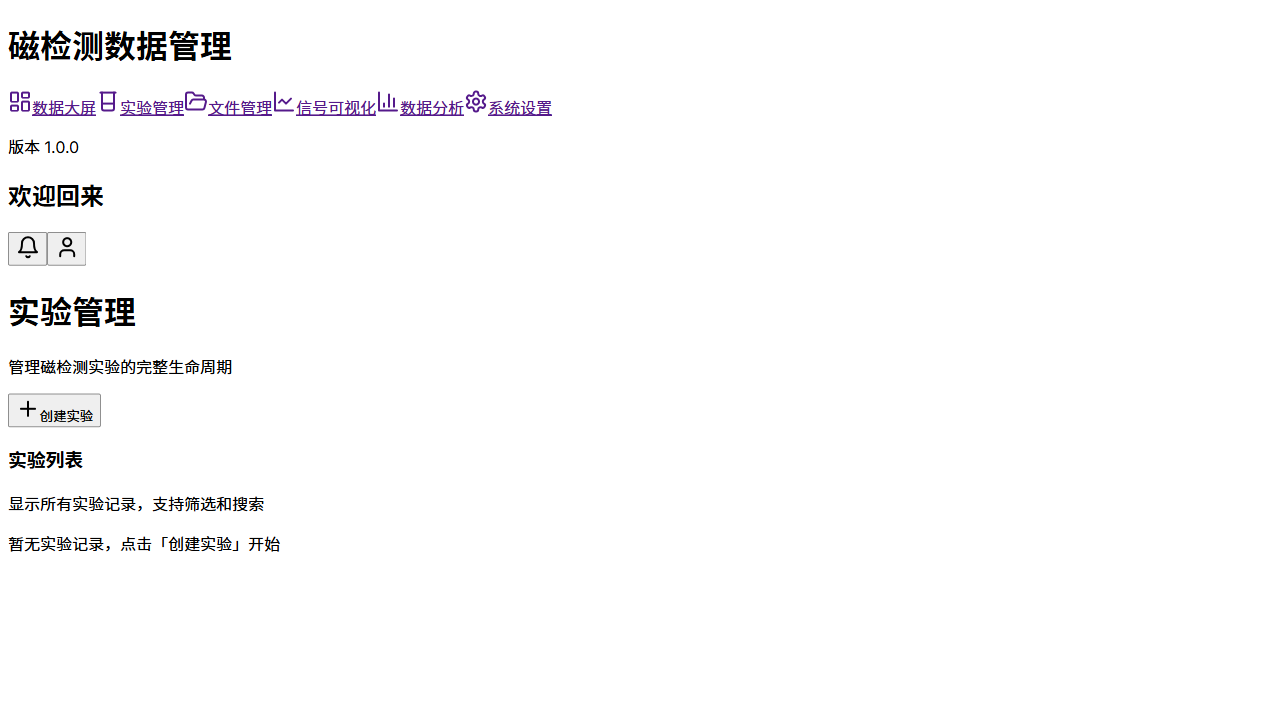 磁检测数据管理
数据大屏实验管理文件管理信号可视化数据分析系统设置
版本 1.0.0
欢迎回来
实验管理
管理磁检测实验的完整生命周期
创建实验
实验列表
显示所有实验记录，支持筛选和搜索
暂无实验记录，点击「创建实验」开始